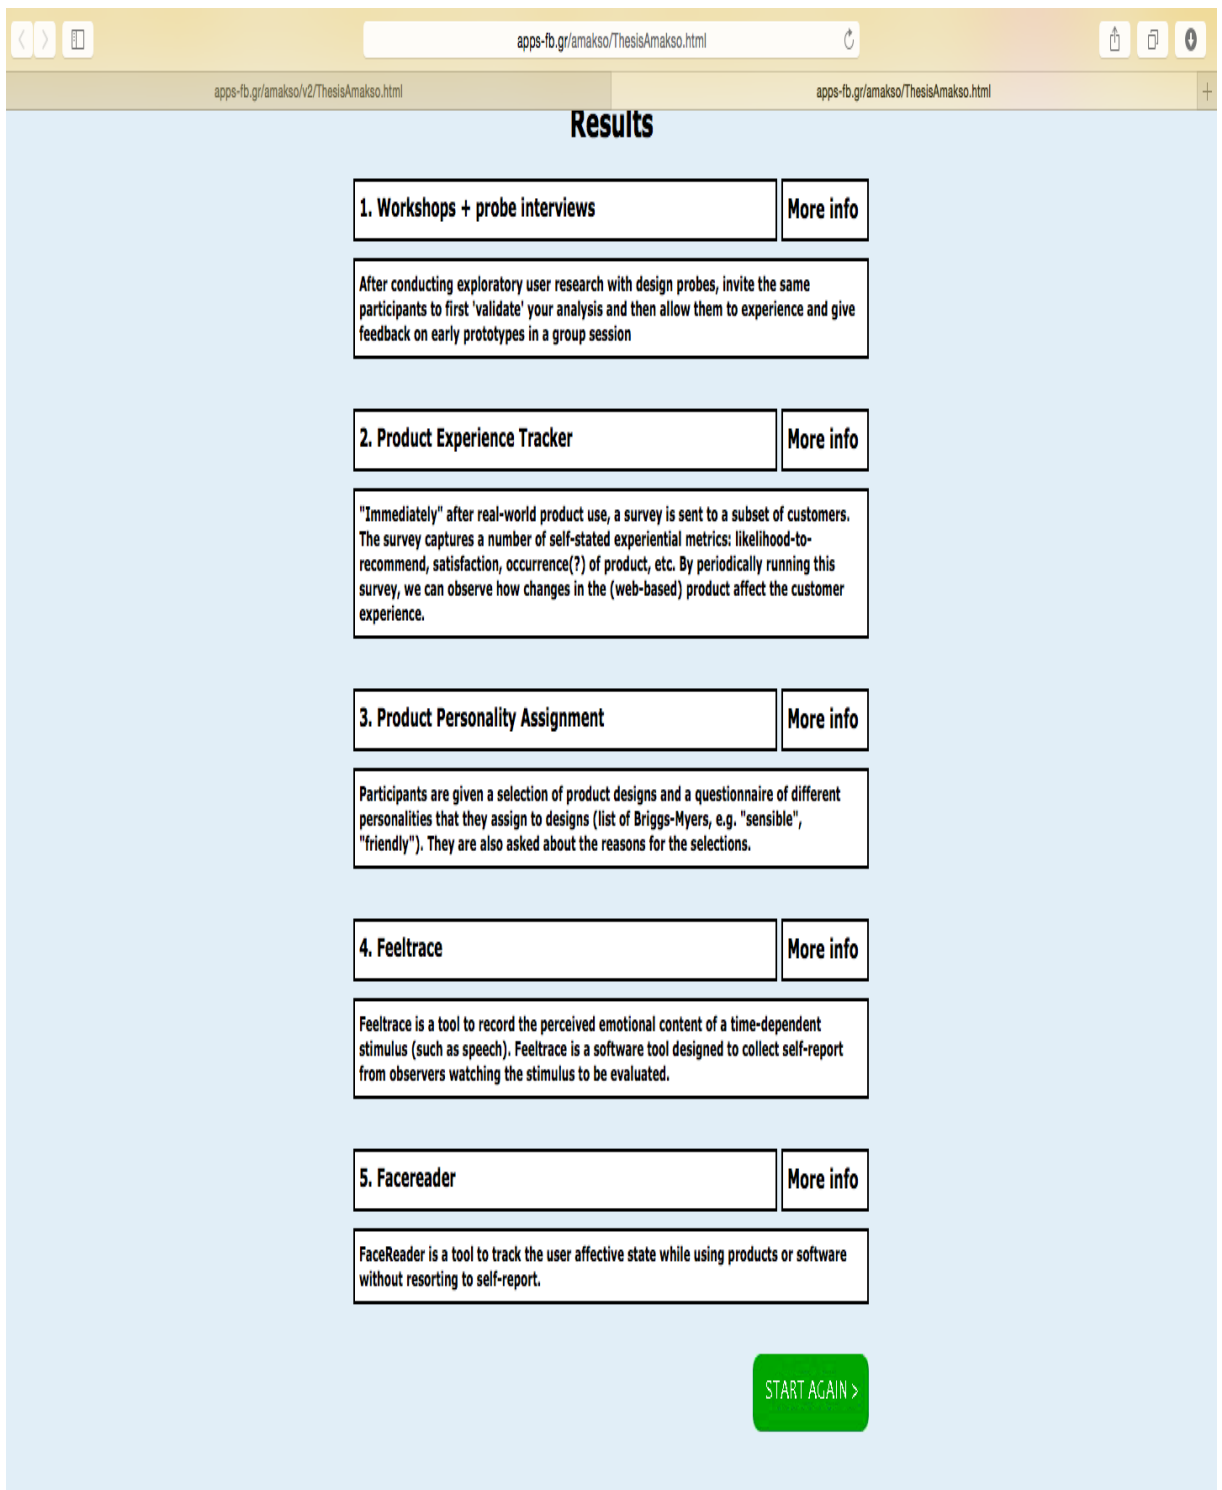 apps-fb.gr/amakso/ThesisAmakso.html
apps-fb.gr/amakso/v2/ThesisAmakso.html
apps-fb.gr/amakso/ThesisAmakso.html
Results
1. Workshops + probe interviews
More info
After conducting exploratory user research with design probes, invite the same
participants to first 'validate' your analysis and then allow them to experience and give
feedback on early prototypes in a group session
2. Product Experience Tracker
More info
"Immediately" after real-world product use, a survey is sent to a subset of customers.
The survey captures a number of self-stated experiential metrics: likelihood-to-
recommend, satisfaction, occurrence(?) of product, etc. By periodically running this
survey, we can observe how changes in the (web-based) product affect the customer
experience.
3. Product Personality Assignment
More info
Participants are given a selection of product designs and a questionnaire of different
personalities that they assign to designs (list of Briggs-Myers, e.g. "sensible",
"friendly"). They are also asked about the reasons for the selections.
4. Feeltrace
More info
Feeltrace is a tool to record the perceived emotional content of a time-dependent
stimulus (such as speech). Feeltrace is a software tool designed to collect self-report
from observers watching the stimulus to be evaluated.
5. Facereader
More info
FaceReader is a tool to track the user affective state while using products or software
without resorting to self-report.
START AGAIN >